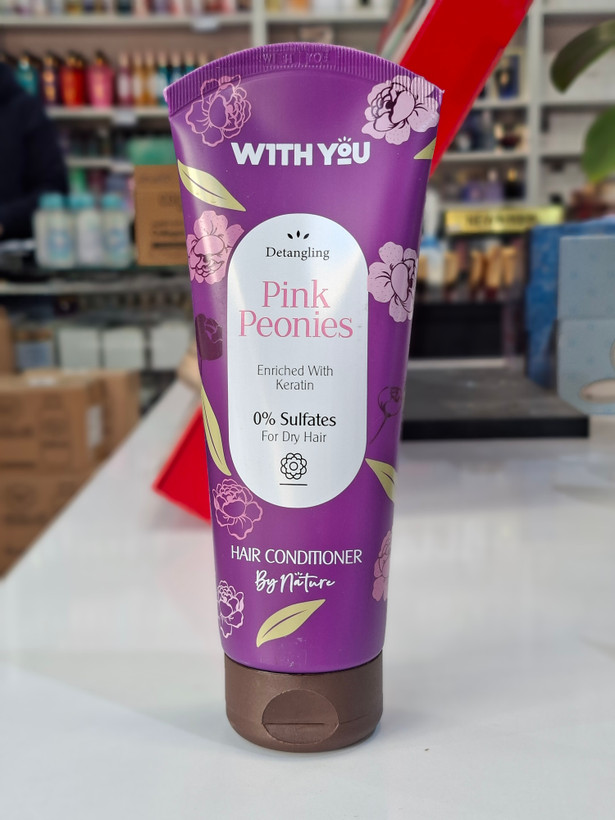 WITH YOU
Detangling
Pink
Peonies
Enriched With
Keratin
0% Sulfates
For Dry Hair
HAIR CONDITIONER
By Nature